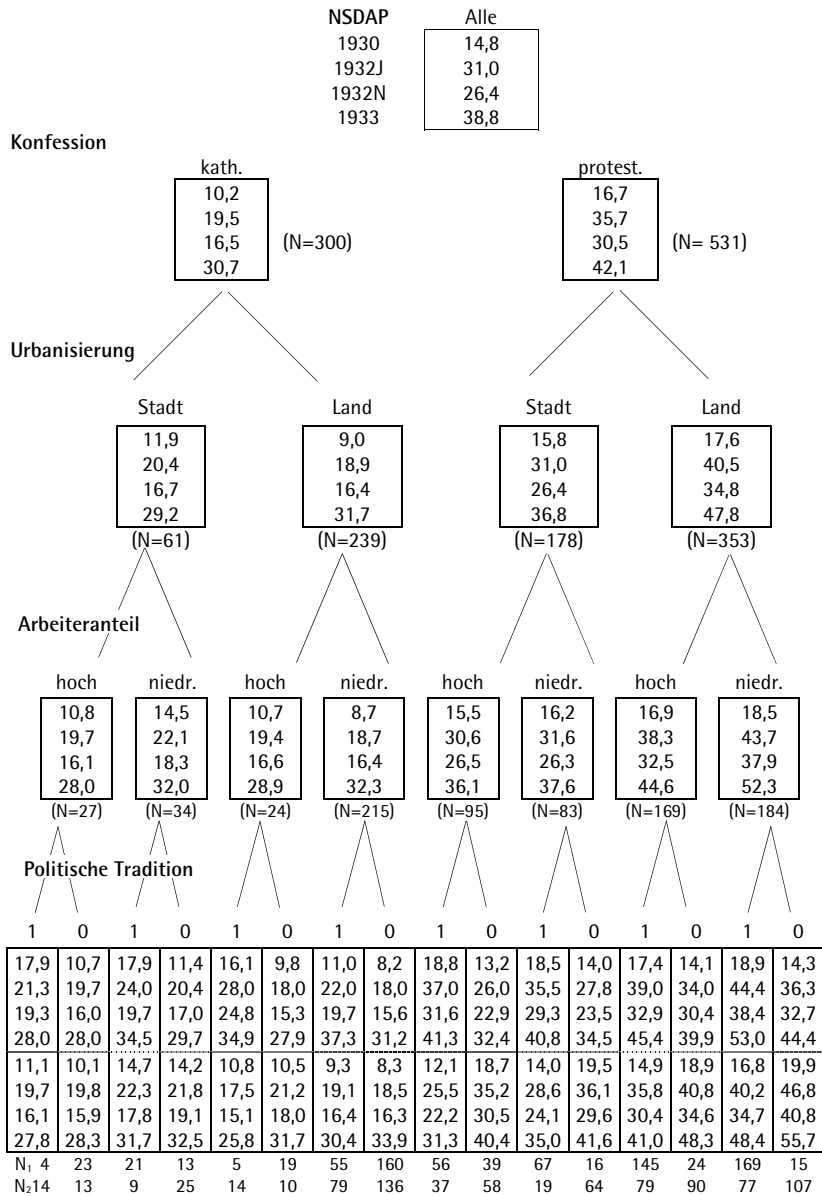 NSDAP Alle
1930 14,8
1932J 31,0
1932N 26,4
1933 38,8
Konfession
kath. protest.
10,2 16,7
19,5 35,7
16,5 (N=300) 30,5 (N= 531)
30,7 42,1
Urbanisierung
Stadt Land Stadt Land
11,9 9,0 15,8 17,6
20,4 18,9 31,0 40,5
16,7 16,4 26,4 34,8
29,2 31,7 36,8 47,8
(N=61) (N=239) (N=178) (N=353)
Arbeiteranteil
hoch niedr. hoch niedr. hoch niedr. hoch niedr.
10,8 14,5 10,7 8,7 15,5 16,2 16,9 18,5
19,7 22,1 19,4 18,7 30,6 31,6 38,3 43,7
16,1 18,3 16,6 16,4 26,5 26,3 32,5 37,9
28,0 32,0 28,9 32,3 36,1 37,6 44,6 52,3
(N=27) (N=34) (N=24) (N=215) (N=95) (N=83) (N=169) (N=184)
Politische Tradition
1 0 1 0 1 0 1 0 1 0 1 0 1 0 1 0
17,9 10,7 17,9 11,4 16,1 9,8 11,0 8,2 18,8 13,2 18,5 14,0 17,4 14,1 18,9 14,3
21,3 19,7 24,0 20,4 28,0 18,0 22,0 18,0 37,0 26,0 35,5 27,8 39,0 34,0 44,4 36,3
19,3 16,0 19,7 17,0 24,8 15,3 19,7 15,6 31,6 22,9 29,3 23,5 32,9 30,4 38,4 32,7
28,0 28,0 34,5 29,7 34,9 27,9 37,3 31,2 41,3 32,4 40,8 34,5 45,4 39,9 53,0 44,4
11,1 10,1 14,7 14,2 10,8 10,5 9,3 8,3 12,1 18,7 14,0 19,5 14,9 18,9 16,8 19,9
19,7 19,8 22,3 21,8 17,5 21,2 19,1 18,5 25,5 35,2 28,6 36,1 35,8 40,8 40,2 46,8
16,1 15,9 17,8 19,1 15,1 18,0 16,4 16,3 22,2 30,5 24,1 29,6 30,4 34,6 34,7 40,8
27,8 28,3 31,7 32,5 25,8 31,7 30,4 33,9 31,3 40,4 35,0 41,6 41,0 48,3 48,4 55,7
N₁ 4 23 21 13 5 19 55 160 56 39 67 16 145 24 169 15
N₂14 13 9 25 14 10 79 136 37 58 19 64 79 90 77 107